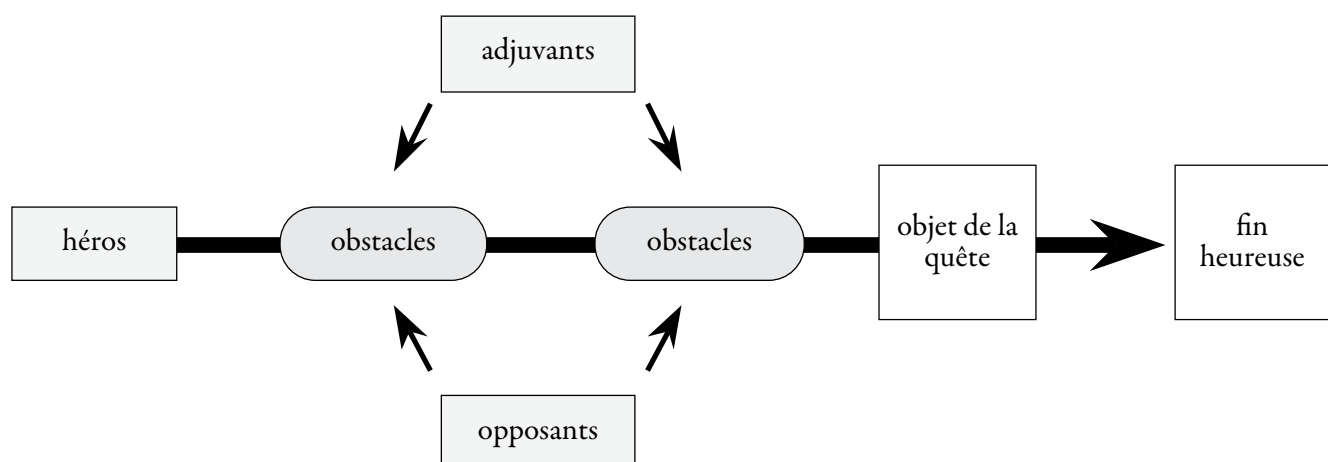 adjuvants
héros
obstacles
obstacles
objet de la
quête
fin
heureuse
opposants